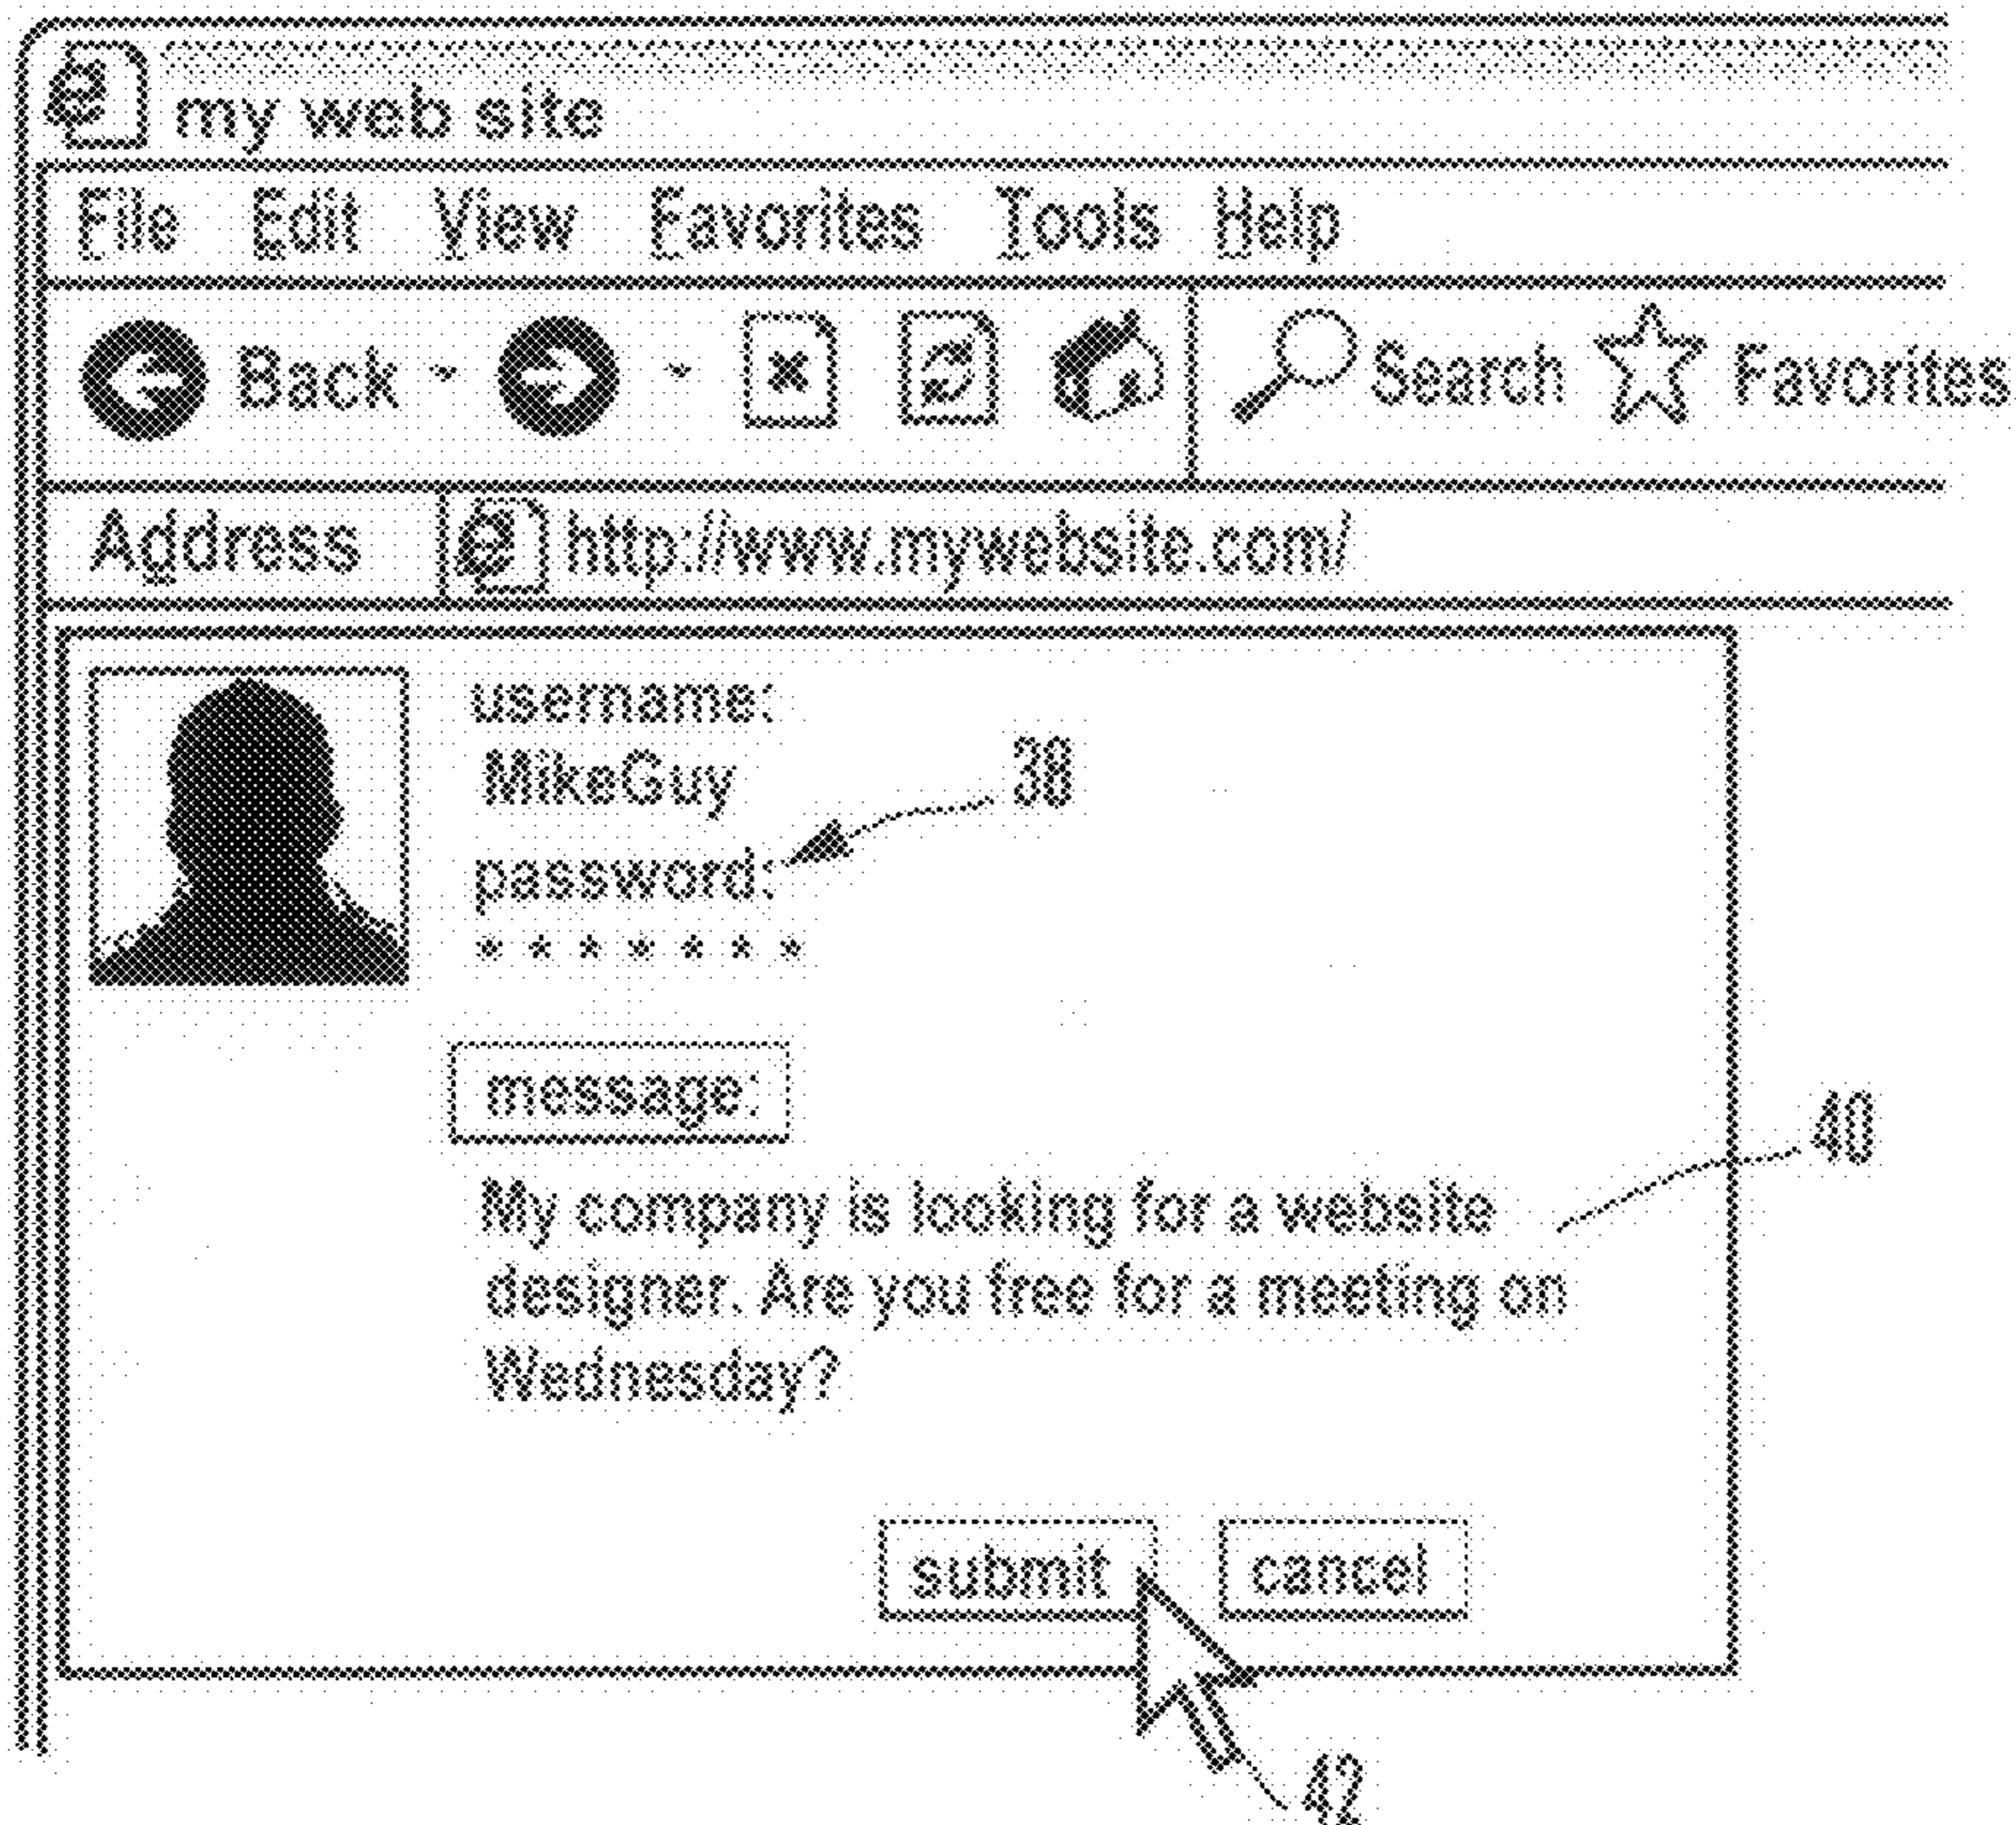 my web site
File Edit View Favorites Tools Help
Back Search Favorites
Address http://www.mywebsite.com/
username:
MikeGuy
38
password:
* * * * * * *
message:
40
My company is looking for a website
designer. Are you free for a meeting on
Wednesday?
submit cancel
42